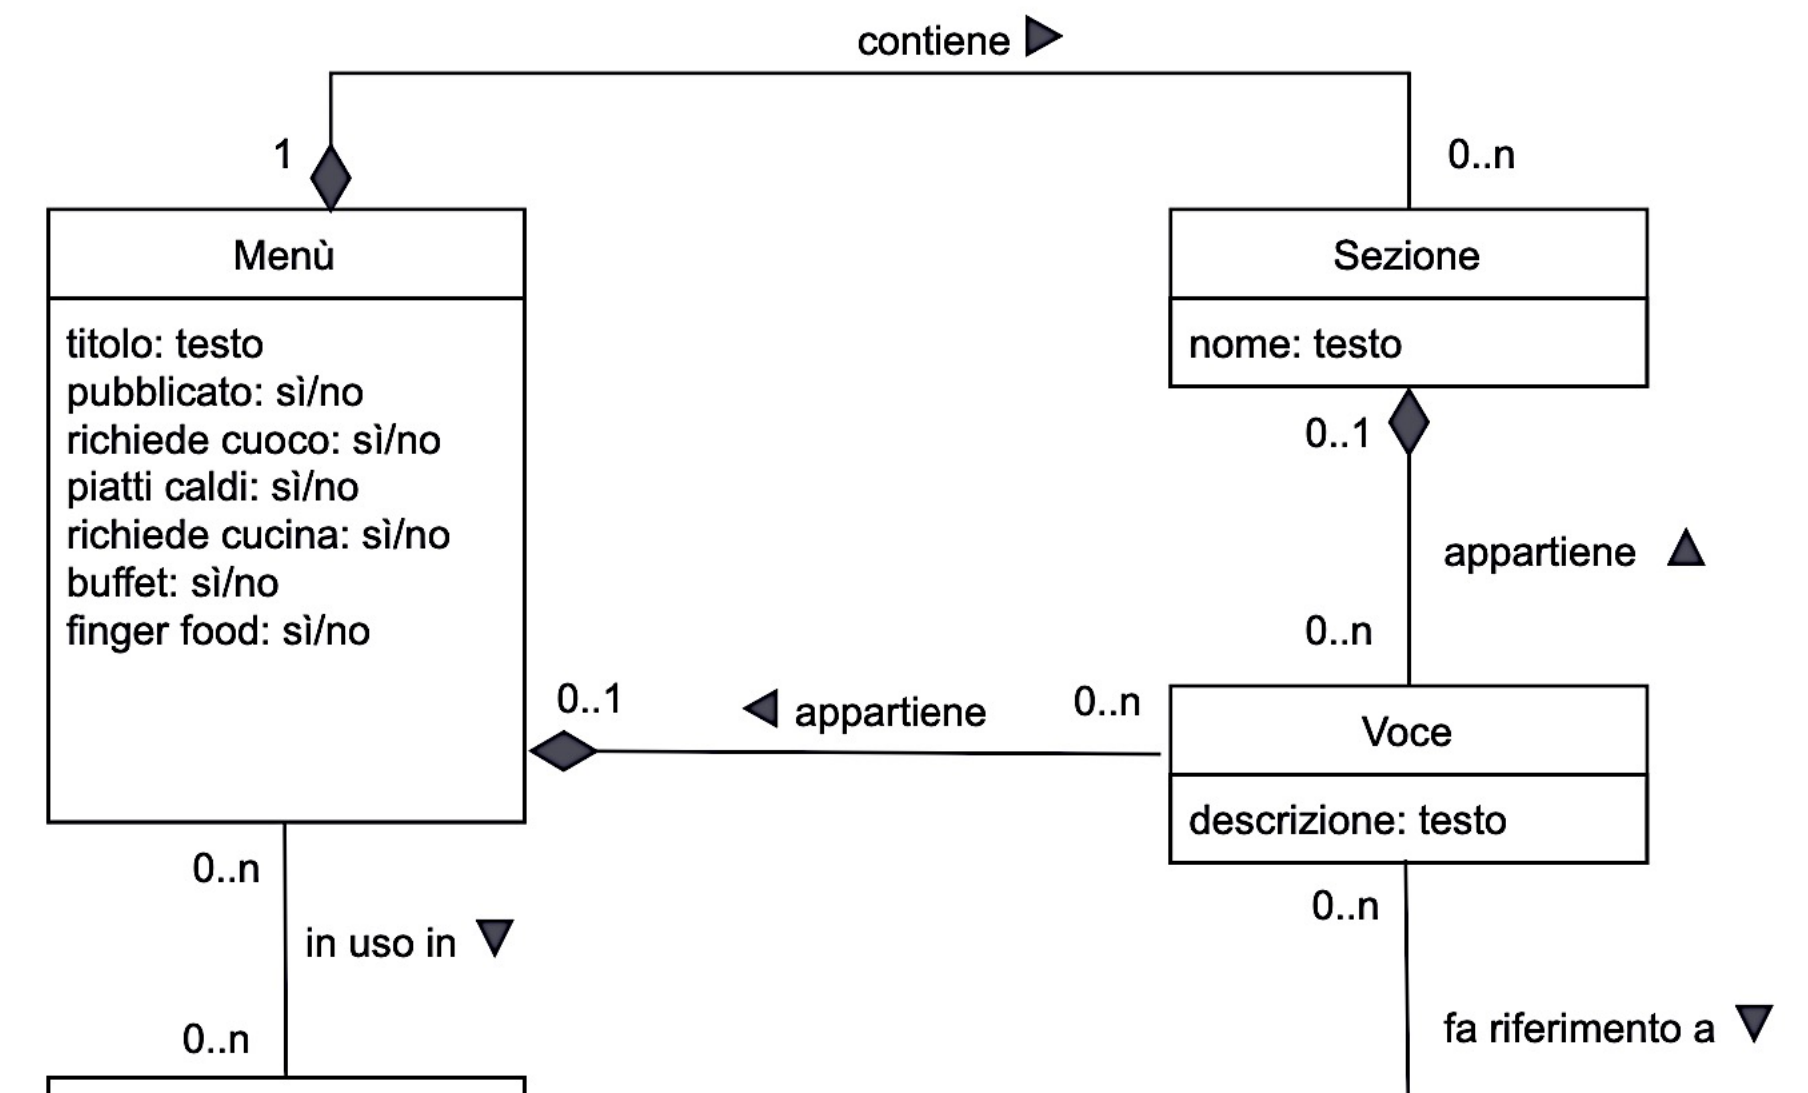 contiene
1
0..n
Menù
titolo: testo
pubblicato: sì/no
richiede cuoco: sì/no
piatti caldi: sì/no
richiede cucina: sì/no
buffet: sì/no
finger food: sì/no
Sezione
nome: testo
0..1
appartiene
0..n
0..1
appartiene
0..n
Voce
descrizione: testo
0..n
in uso in
0..n
0..n
fa riferimento a